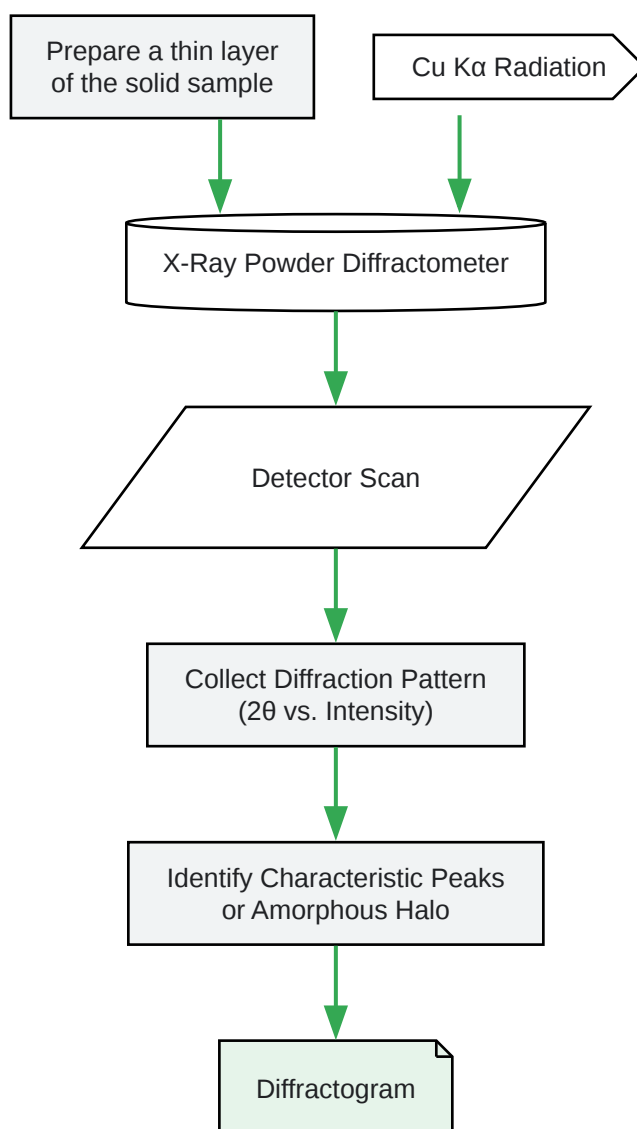 Prepare a thin layer
of the solid sample
Cu Kα Radiation
X-Ray Powder Diffractometer
Detector Scan
Collect Diffraction Pattern
(2θ vs. Intensity)
Identify Characteristic Peaks
or Amorphous Halo
Diffractogram